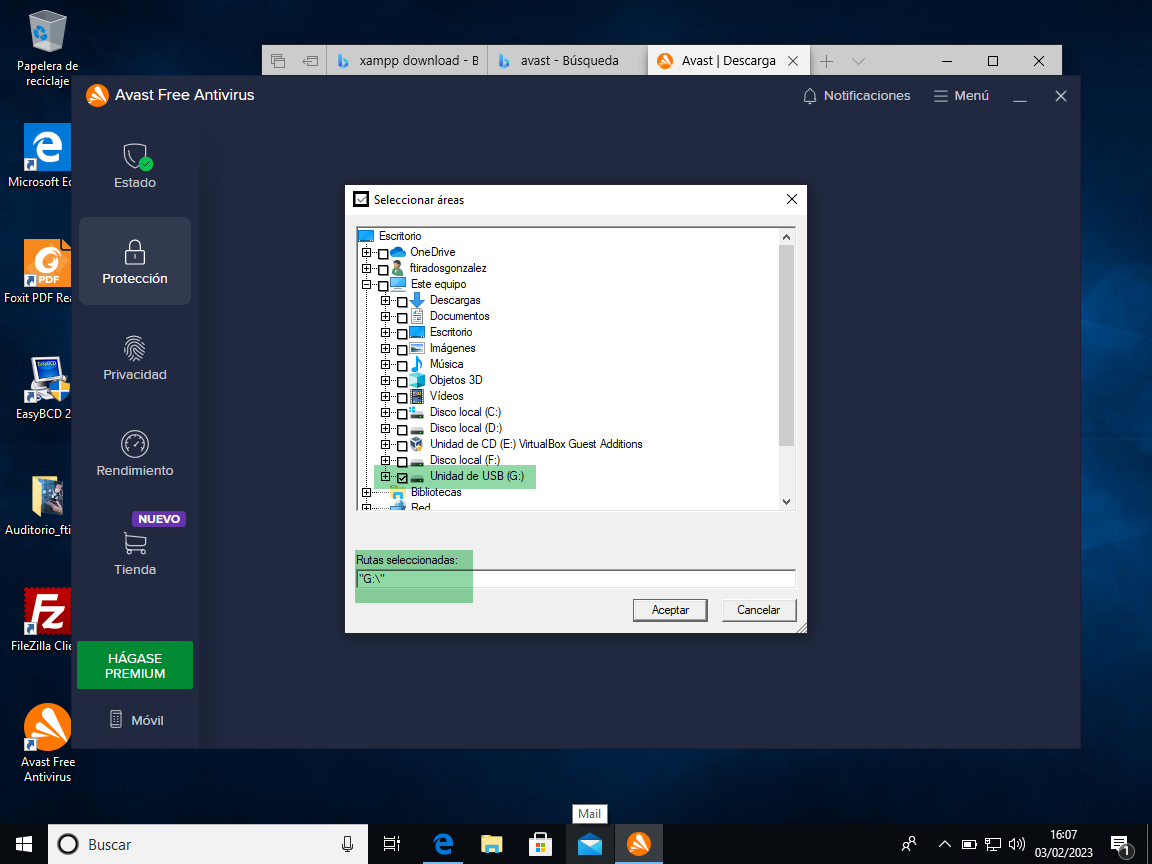 Papelera de
reciclaje
Microsoft Ed
Foxit PDF Rea
EasyBCD 2
Auditorio_fti
FileZilla Clie
Avast Free
Antivirus
xampp download - B
avast - Búsqueda
Avast | Descarga
Avast Free Antivirus
Notificaciones
Menú
Estado
Protección
Privacidad
Rendimiento
NUEVO
Tienda
HÁGASE
PREMIUM
Móvil
Seleccionar áreas
Escritorio
OneDrive
ftiradosgonzalez
Este equipo
Descargas
Documentos
Escritorio
Imágenes
Música
Objetos 3D
Vídeos
Disco local (C:)
Disco local (D:)
Unidad de CD (E:) VirtualBox Guest Additions
Disco local (F:)
Unidad de USB (G:)
Bibliotecas
Red
Rutas seleccionadas:
"G:\"
Aceptar
Cancelar
Mail
Buscar
16:07
03/02/2023
1